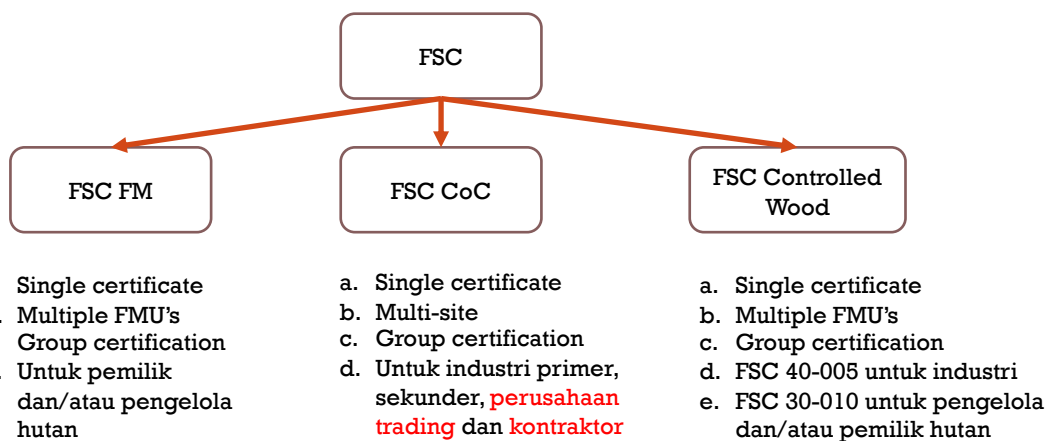 FSC
FSC FM
FSC CoC
FSC Controlled
Wood
Single certificate
. Multiple FMU's
Group certification
. Untuk pemilik
dan/atau pengelola
hutan
a. Single certificate
b. Multi-site
c. Group certification
d. Untuk industri primer,
sekunder, perusahaan
trading dan kontraktor
a. Single certificate
b. Multiple FMU's
c. Group certification
d. FSC 40-005 untuk industri
e. FSC 30-010 untuk pengelola
dan/atau pemilik hutan